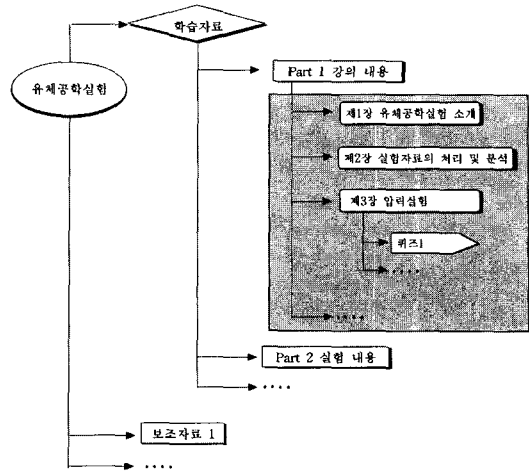 학습자료
유체공학실험
Part 1 강의 내용
제1장 유체공학실험 소개
제2장 실험자료의 처리 및 분석
제3장 압력실험
퀴즈1
....
....
Part 2 실험 내용
....
보조자료 1
....